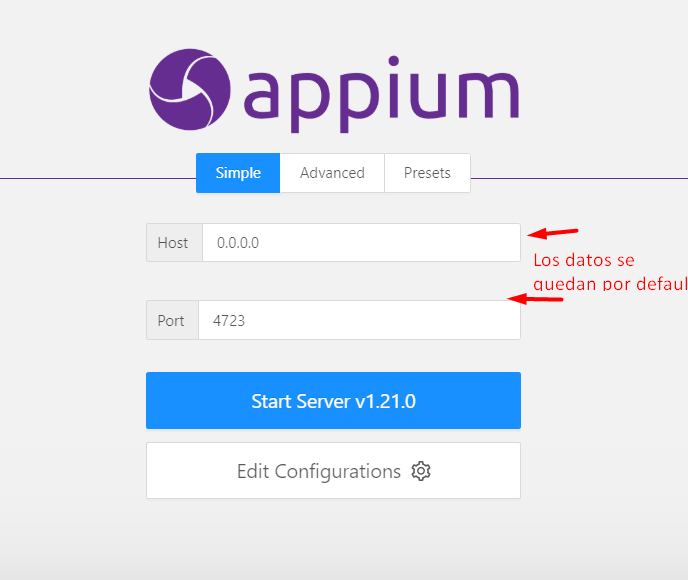 appium
Simple Advanced Presets
Host 0.0.0.0
Los datos se
quedan por defaul
Port 4723
Start Server v1.21.0
Edit Configurations